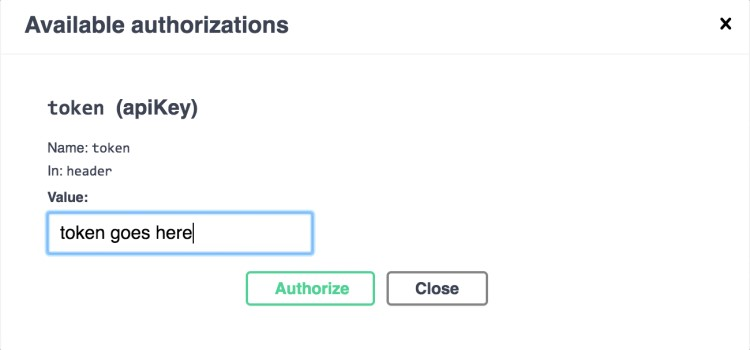 Available authorizations ×
token (apiKey)
Name: token
In: header
Value:
token goes here
Authorize Close